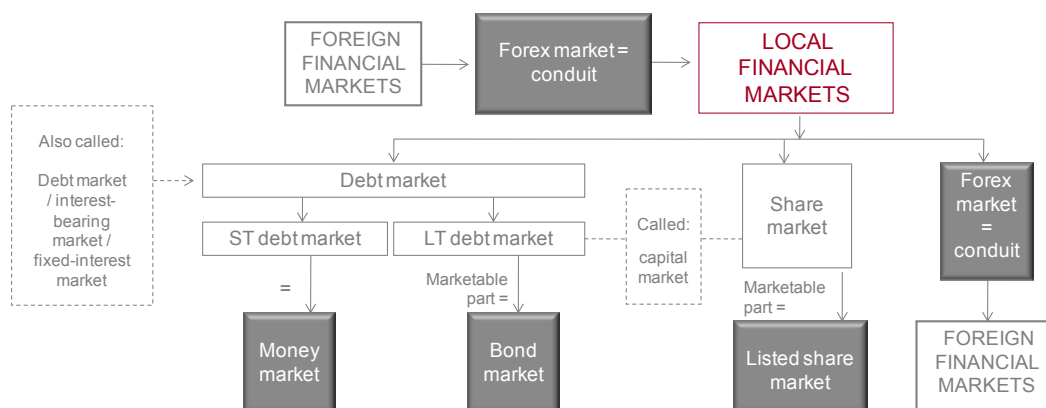 FOREIGN
FINANCIAL
MARKETS
Forex market =
conduit
LOCAL
FINANCIAL
MARKETS
Also called:
Debt market
/ interest-
bearing
market /
fixed-interest
market
Debt market
ST debt market
LT debt market
Called:
capital
market
Share
market
Forex
market
=
conduit
=
Marketable
part =
Marketable
part =
Money
market
Bond
market
Listed share
market
FOREIGN
FINANCIAL
MARKETS